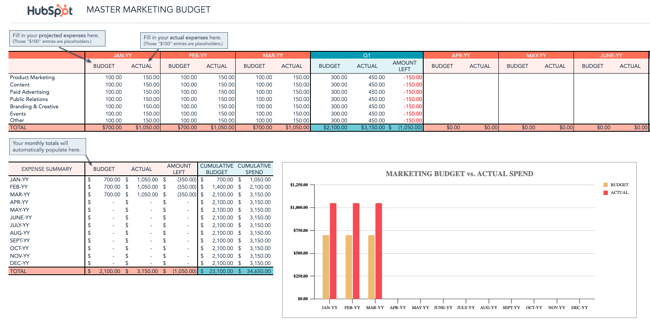 HubSpot MASTER MARKETING BUDGET
Fill in your projected expenses here.
(Those "$100" entries are placeholders.)
Fill in your actual expenses here.
(Those "$150" entries are placeholders.)
JAN-YY FEB-YY MAR-YY Q1 APR-YY MAY-YY JUNE-YY
BUDGET ACTUAL BUDGET ACTUAL BUDGET ACTUAL BUDGET ACTUAL AMOUNT LEFT BUDGET ACTUAL BUDGET ACTUAL BUDGET ACTUAL
Product Marketing 100.00 150.00 100.00 150.00 100.00 150.00 300.00 450.00 -150.00
Content 100.00 150.00 100.00 150.00 100.00 150.00 300.00 450.00 -150.00
Paid Advertising 100.00 150.00 100.00 150.00 100.00 150.00 300.00 450.00 -150.00
Public Relations 100.00 150.00 100.00 150.00 100.00 150.00 300.00 450.00 -150.00
Branding & Creative 100.00 150.00 100.00 150.00 100.00 150.00 300.00 450.00 -150.00
Events 100.00 150.00 100.00 150.00 100.00 150.00 300.00 450.00 -150.00
Other 100.00 150.00 100.00 150.00 100.00 150.00 300.00 450.00 -150.00
TOTAL $700.00 $1,050.00 $700.00 $1,050.00 $700.00 $1,050.00 $2,100.00 $3,150.00 $ (1,050.00) $0.00 $0.00 $0.00 $0.00 $0.00 $0.00
Your monthly totals will
automatically populate here.
EXPENSE SUMMARY BUDGET ACTUAL AMOUNT LEFT CUMULATIVE BUDGET CUMULATIVE SPEND
JAN-YY $ 700.00 $ 1,050.00 $ (350.00) $ 700.00 $ 1,050.00
FEB-YY $ 700.00 $ 1,050.00 $ (350.00) $ 1,400.00 $ 2,100.00
MAR-YY $ 700.00 $ 1,050.00 $ (350.00) $ 2,100.00 $ 3,150.00
APR-YY $ - $ - $ - $ 2,100.00 $ 3,150.00
MAY-YY $ - $ - $ - $ 2,100.00 $ 3,150.00
JUNE-YY $ - $ - $ - $ 2,100.00 $ 3,150.00
JULY-YY $ - $ - $ - $ 2,100.00 $ 3,150.00
AUG-YY $ - $ - $ - $ 2,100.00 $ 3,150.00
SEPT-YY $ - $ - $ - $ 2,100.00 $ 3,150.00
OCT-YY $ - $ - $ - $ 2,100.00 $ 3,150.00
NOV-YY $ - $ - $ - $ 2,100.00 $ 3,150.00
DEC-YY $ - $ - $ - $ 2,100.00 $ 3,150.00
TOTAL $ 2,100.00 $ 3,150.00 $ (1,050.00) $ 23,100.00 $ 34,650.00
MARKETING BUDGET vs. ACTUAL SPEND
$1,250.00
$1,000.00
$750.00
$500.00
$250.00
$0.00
JAN-YY FEB-YY MAR-YY APR-YY MAY-YY JUNE-YY JULY-YY AUG-YY SEPT-YY OCT-YY NOV-YY DEC-YY
BUDGET
ACTUAL